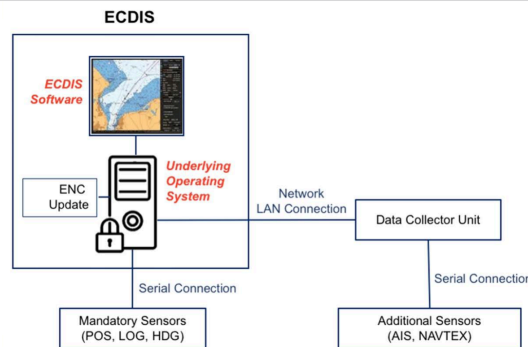 ECDIS
ECDIS
Software
Underlying
Operating
System
ENC
Update
Network
LAN Connection
Data Collector Unit
Serial Connection
Serial Connection
Mandatory Sensors
(POS, LOG, HDG)
Additional Sensors
(AIS, NAVTEX)